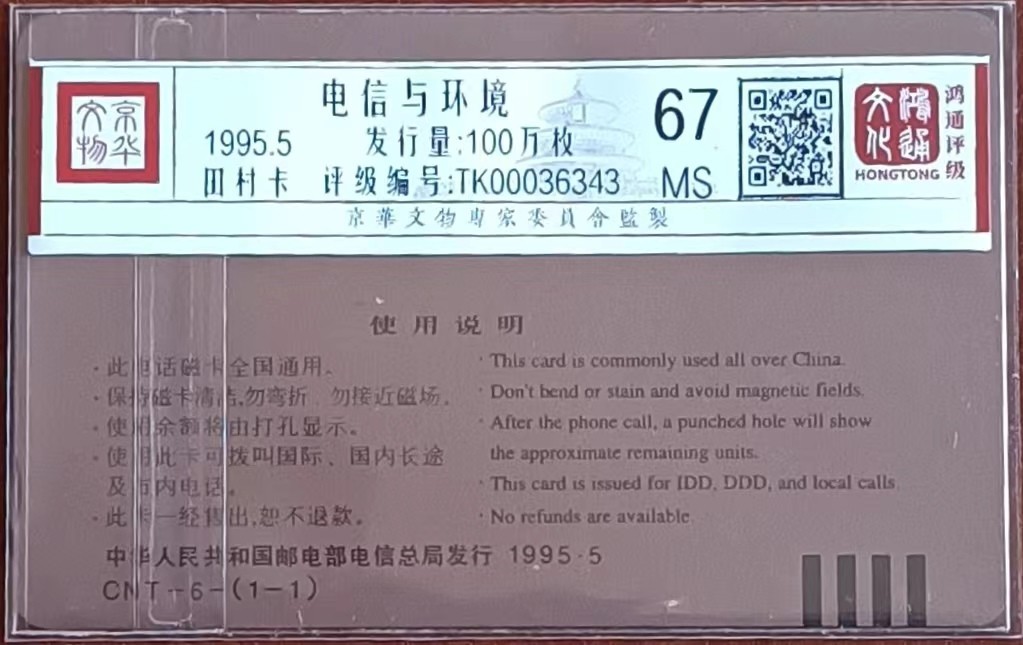 京华
文物
电信与环境
1995.5 发行量:100万枚
田村卡 评级编号:TK00036343
67
MS
鸿通
文化
HONGTONG
鸿通评级
京華文物專家委員會監製
使用说明
· 此电话磁卡全国通用。
· 保持磁卡清洁,勿弯折﹑勿接近磁场。
· 使用余额将由打孔显示。
· 使用此卡可拨叫国际、国内长途
及市内电话。
· 此卡一经售出,恕不退款。
· This card is commonly used all over China.
· Don't bend or stain and avoid magnetic fields.
· After the phone call, a punched hole will show
the approximate remaining units.
· This card is issued for IDD, DDD, and local calls
· No refunds are available
中华人民共和国邮电部电信总局发行 1995·5
CNT-6-(1-1)